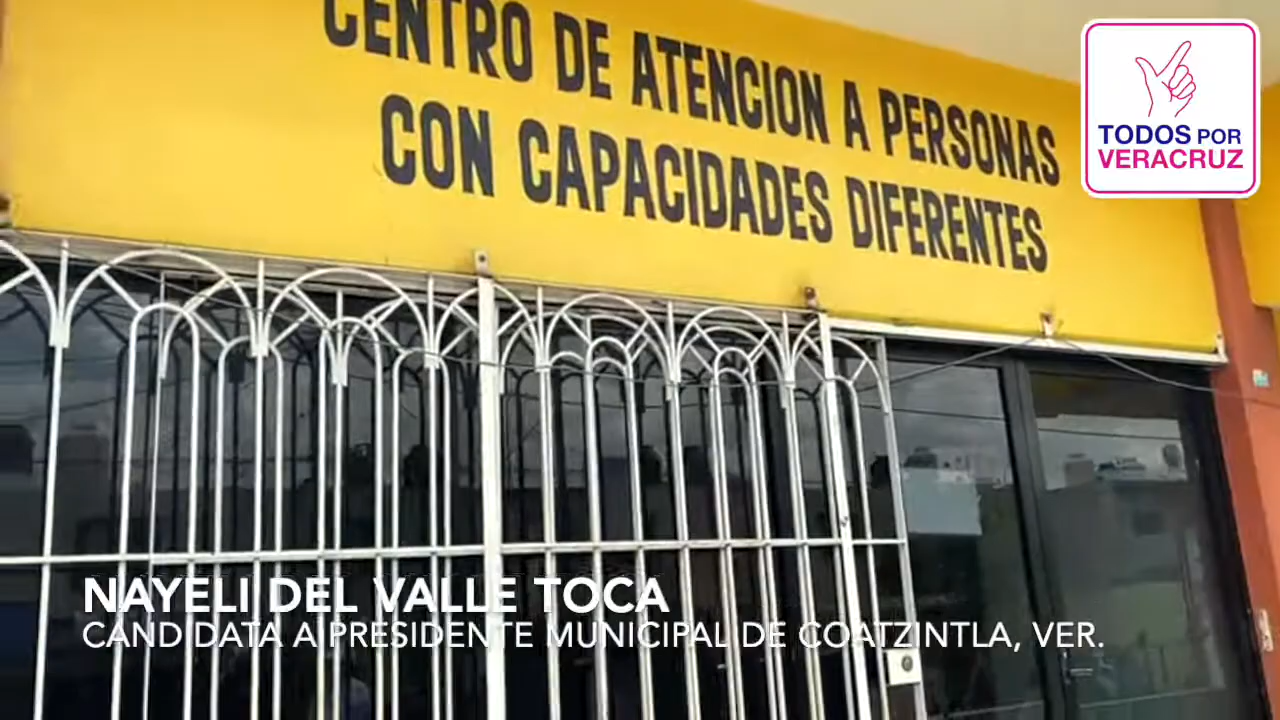 CENTRO DE ATENCION A PERSONAS
CON CAPACIDADES DIFERENTES
TODOS POR
VERACRUZ
NAYELI DEL VALLE TOCA
CANDIDATA A PRESIDENTE MUNICIPAL DE COATZINTLA, VER.